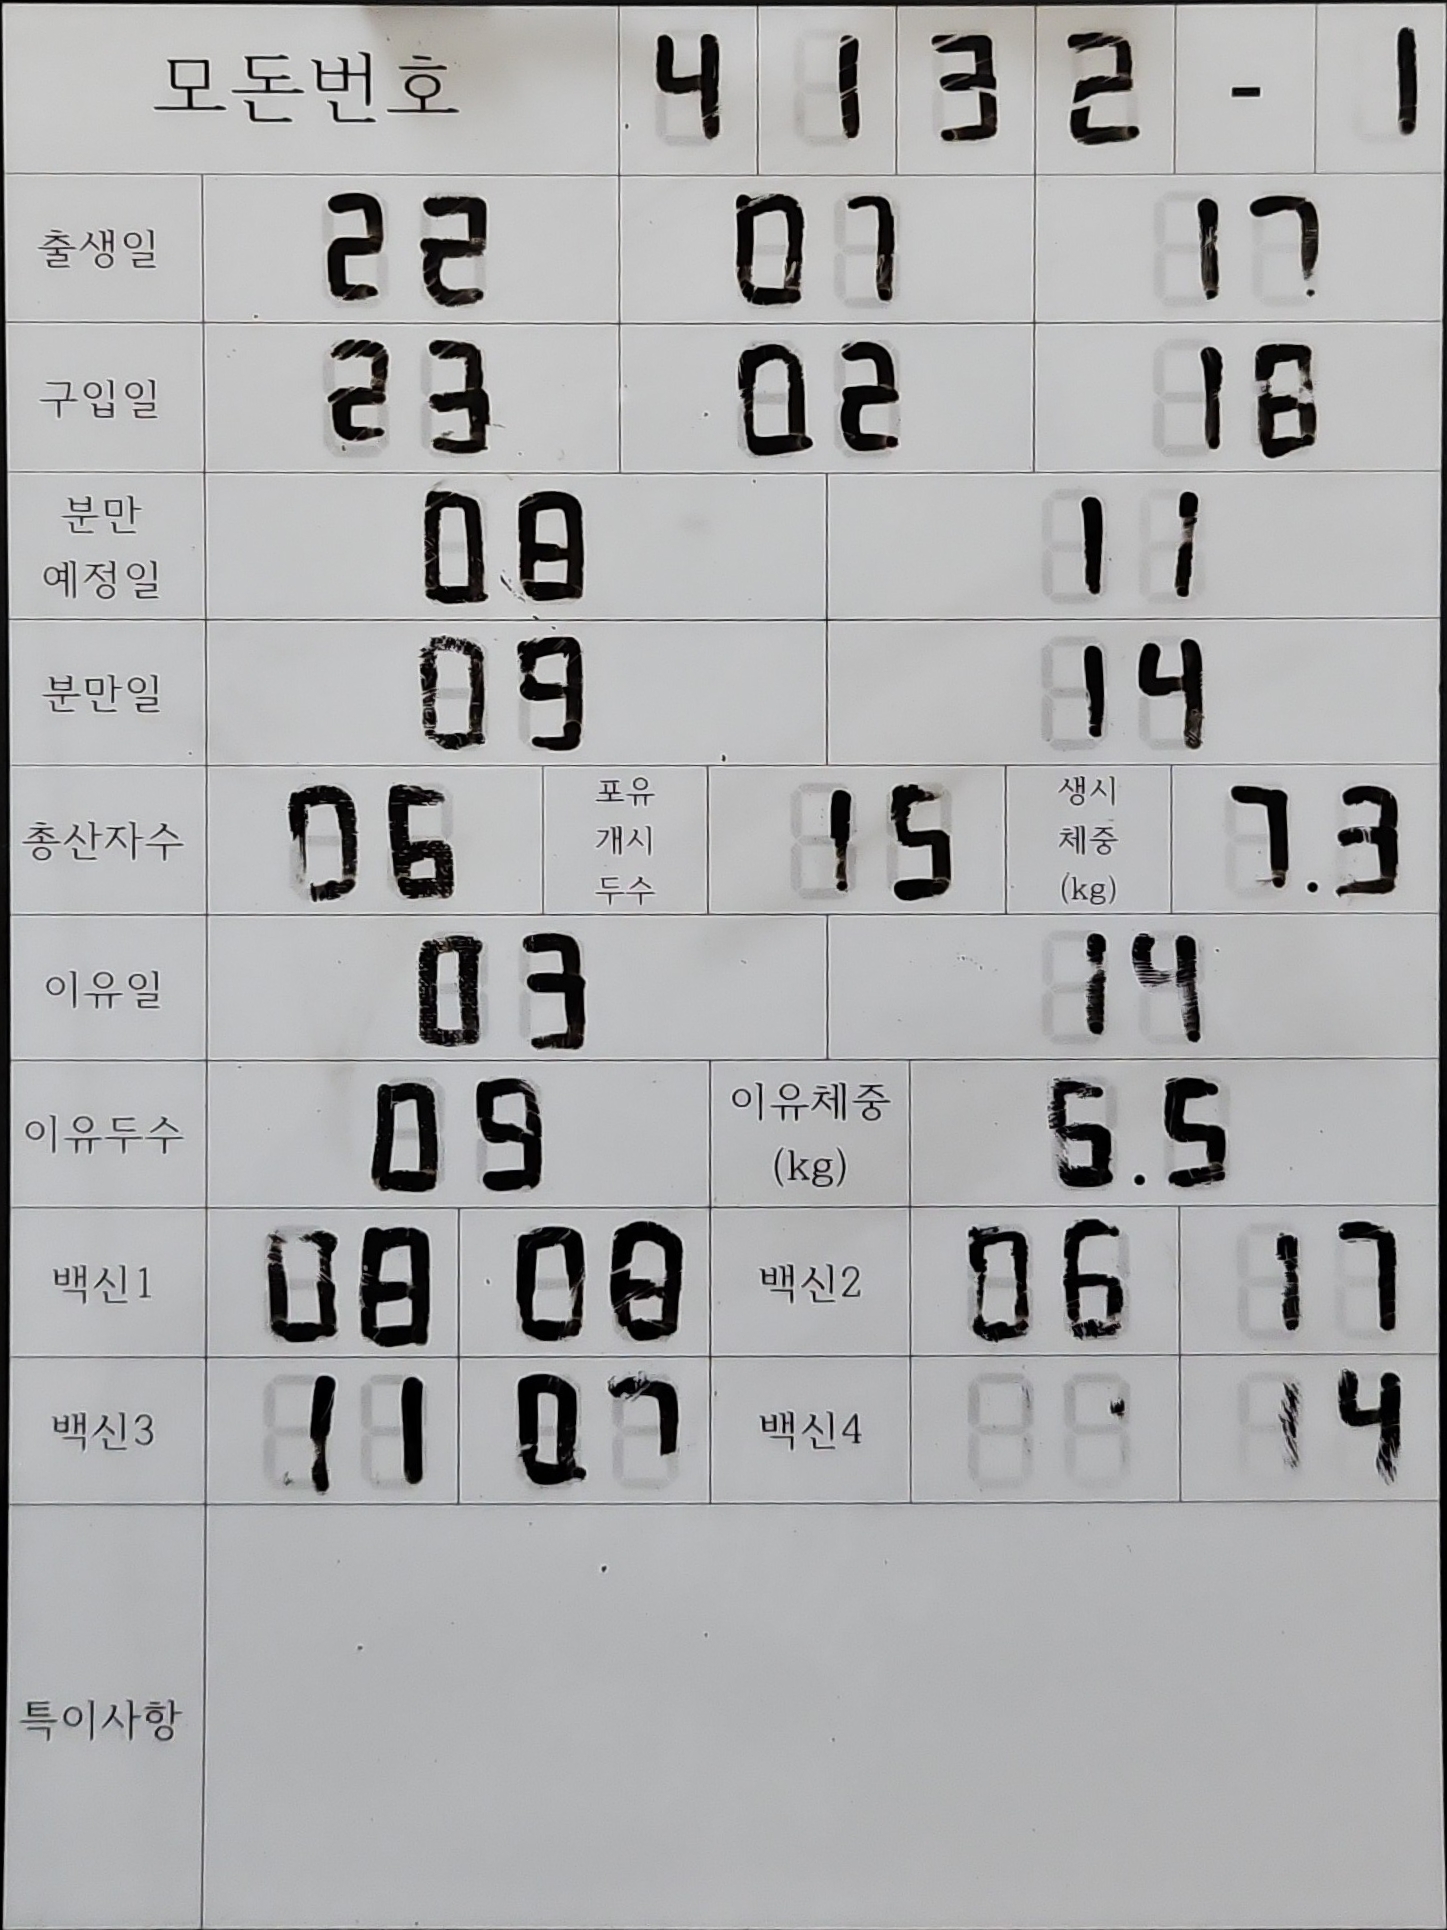 모돈번호 4 1 3 2 - 1
출생일 22 07 17
구입일 23 02 18
분만 예정일 08 11
분만일 09 14
총산자수 06 포유 개시 두수 15 생시 체중 (kg) 7.3
이유일 03 14
이유두수 09 이유체중 (kg) 6.5
백신1 08 08 백신2 06 17
백신3 11 07 백신4 14
특이사항